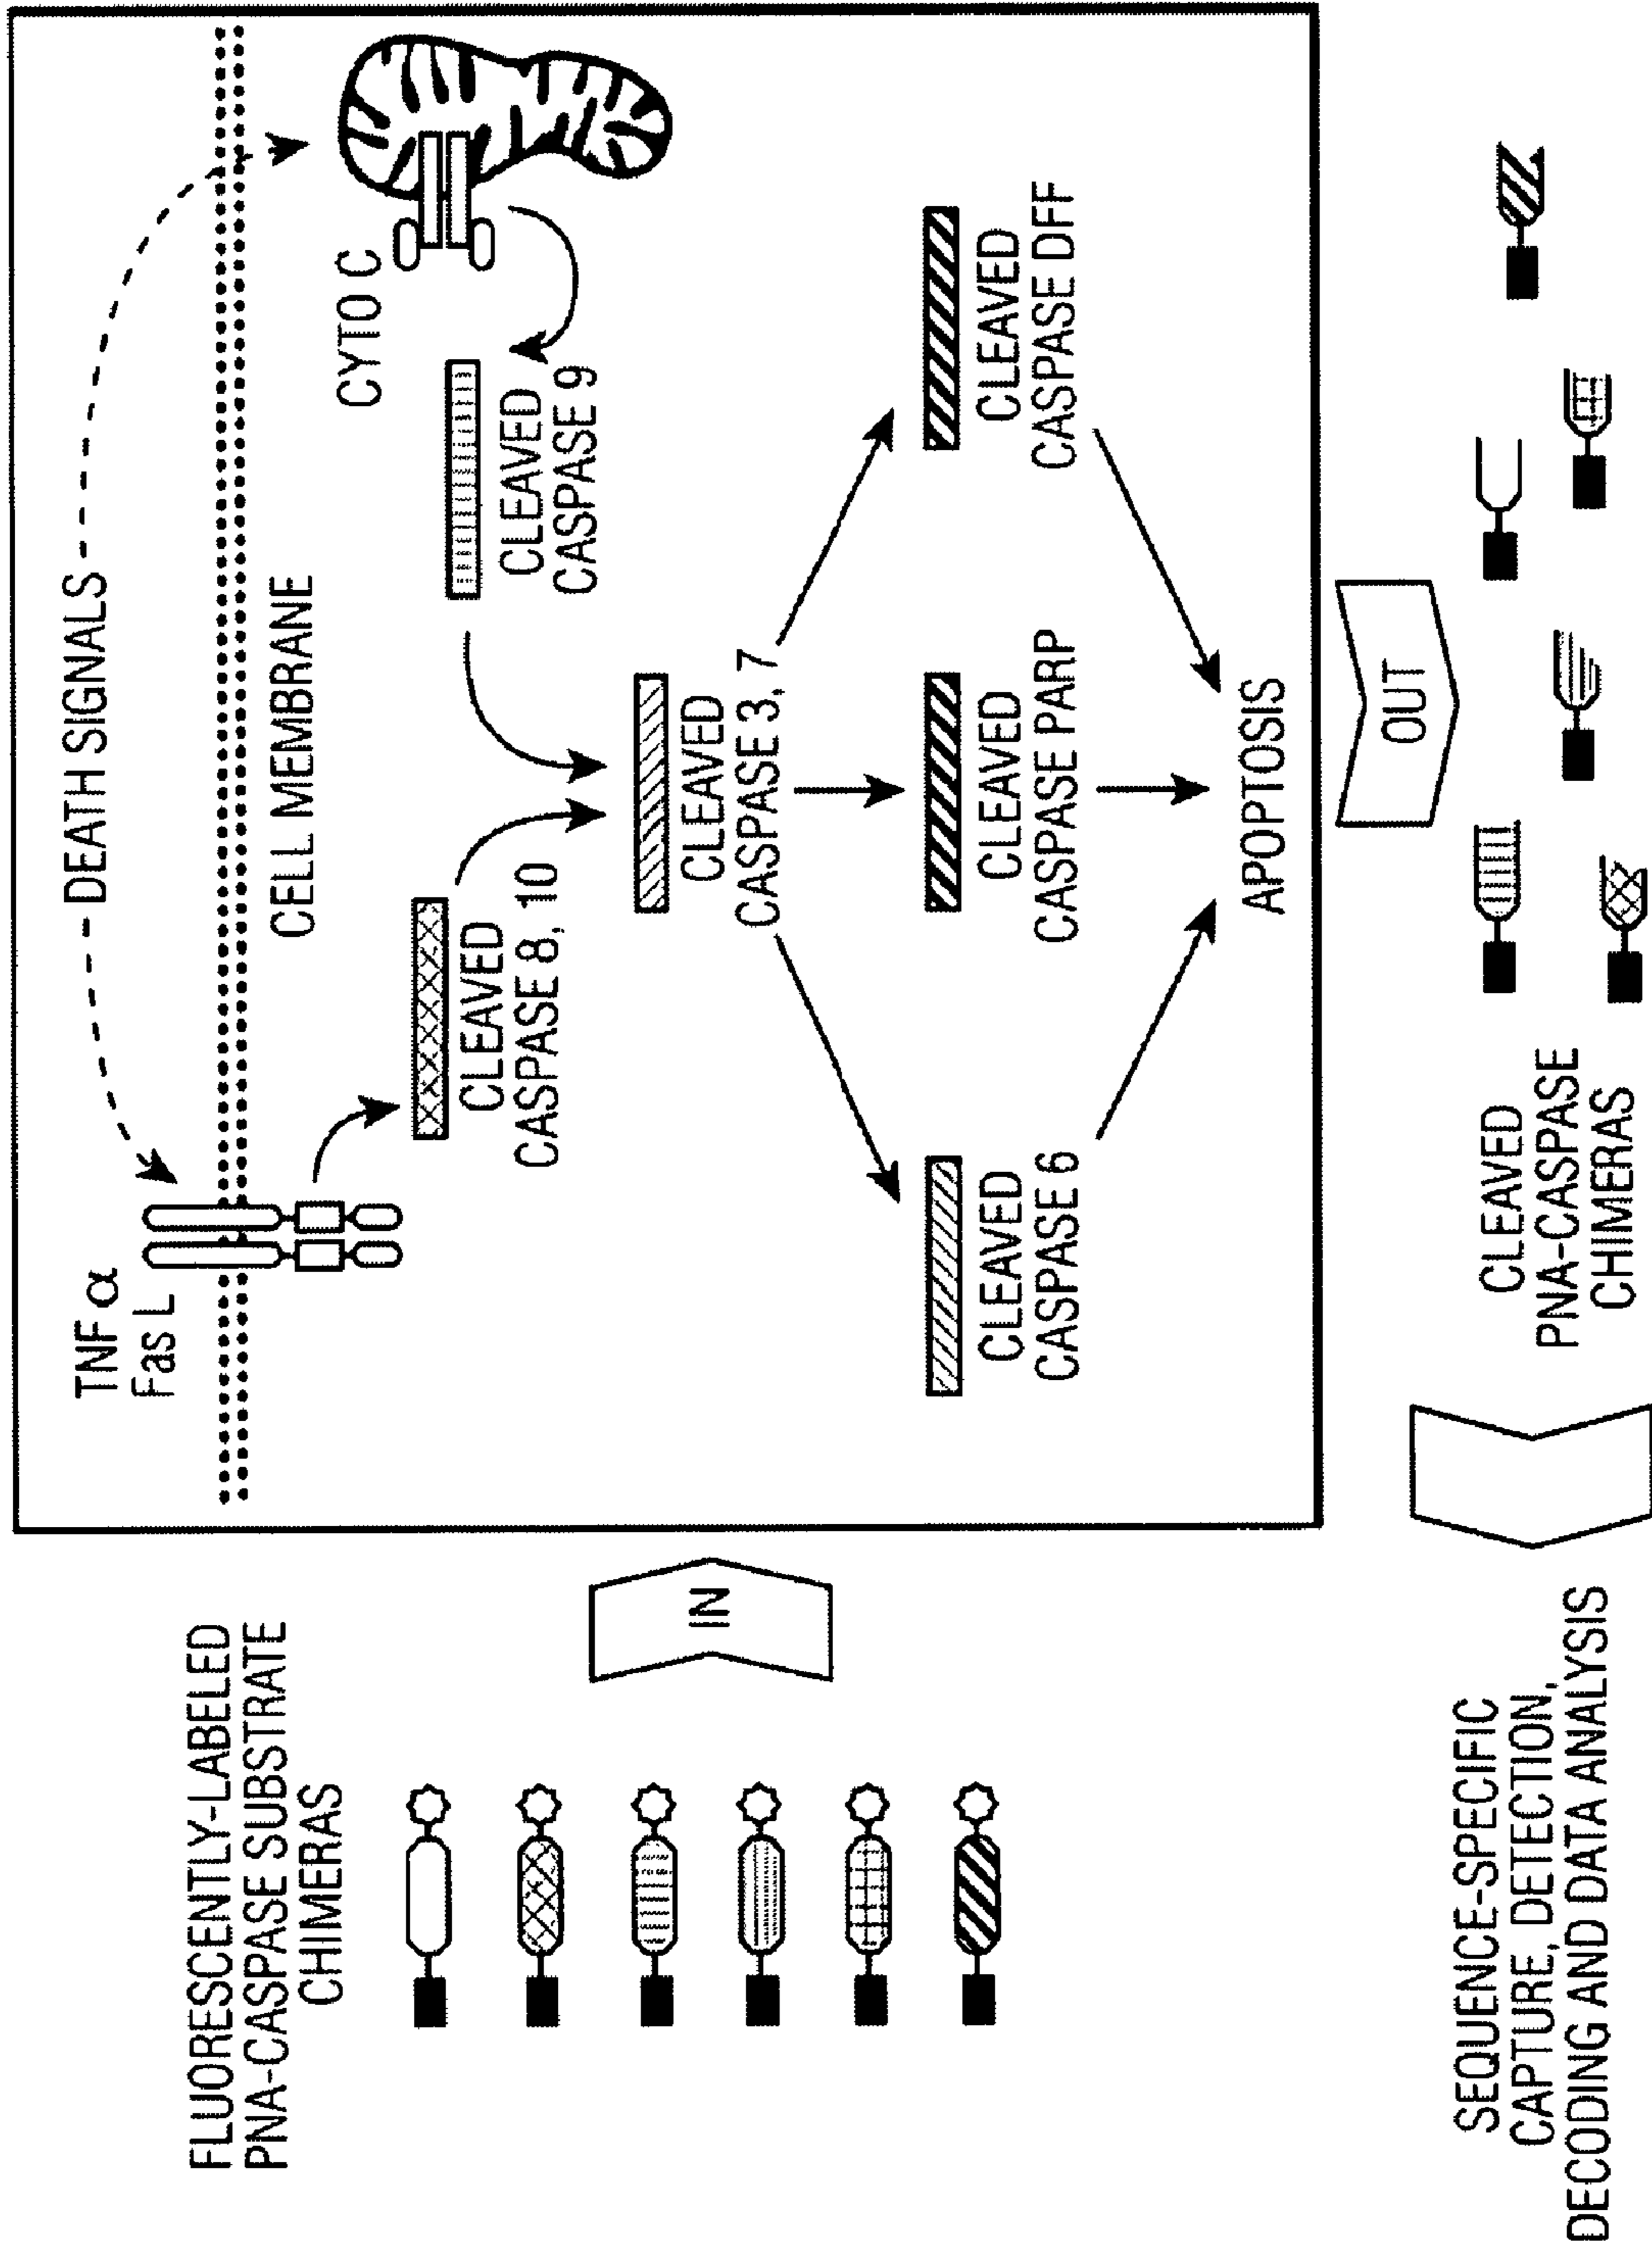 FLUORESCENTLY-LABELED
PNA-CASPASE SUBSTRATE
CHIMERAS
IN
TNF α
Fas L
DEATH SIGNALS
CELL MEMBRANE
CYTO C
CLEAVED
CASPASE 8, 10
CLEAVED
CASPASE 9
CLEAVED
CASPASE 3, 7
CLEAVED
CASPASE 6
CLEAVED
CASPASE PARP
CLEAVED
CASPASE DFF
APOPTOSIS
OUT
CLEAVED
PNA-CASPASE
CHIMERAS
SEQUENCE-SPECIFIC
CAPTURE, DETECTION,
DECODING AND DATA ANALYSIS